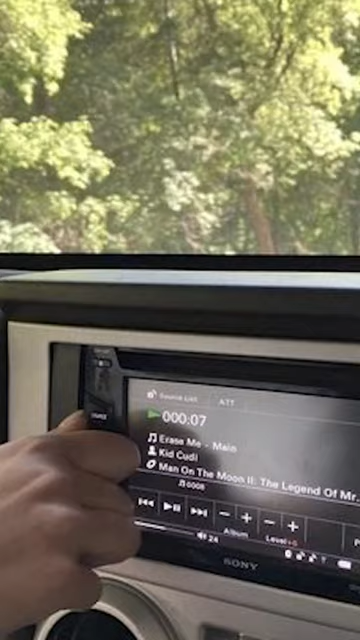 Source List ATT
000:07
Erase Me - Main
Kid Cudi
Man On The Moon II: The Legend Of Mr.
0008
Album Level+6
24
SONY